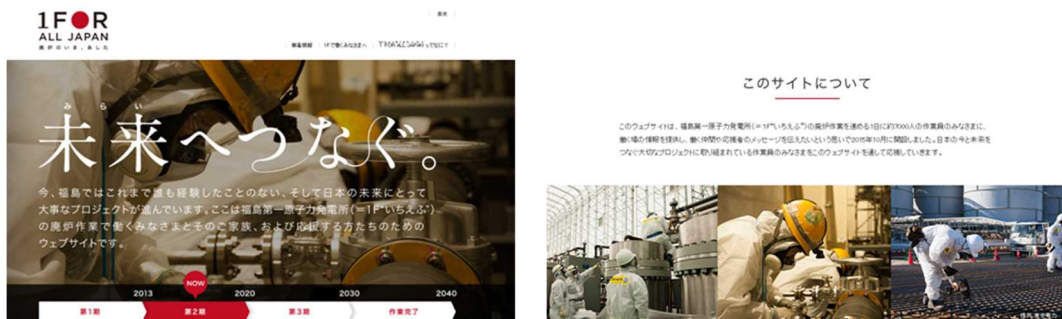 1FOR
ALL JAPAN
廃炉のいま、あした
新着情報
1Fで働くみなさまへ
1 FOR ALL JAPANってなに？
みらい
未来へつなぐ。
今、福島ではこれまで誰も経験したことのない、そして日本の未来にとって
大事なプロジェクトが進んでいます。ここは福島第一原子力発電所（＝1F“いちえふ”）
の廃炉作業で働くみなさまとそのご家族、および応援する方たちのための
ウェブサイトです。
NOW
2013 2020 2030 2040
第1期 第2期 第3期 作業完了
このサイトについて
このウェブサイトは、福島第一原子力発電所（＝1F“いちえふ”）の廃炉作業を進める1日に約7000人の作業員のみなさまに、
働く場の情報を提供し、働く仲間や応援者のメッセージを伝えたいという思いで2015年10月に開設しました。日本の今と未来を
つなぐ大切なプロジェクトに取り組まれている作業員のみなさまをこのウェブサイトを通して応援していきます。